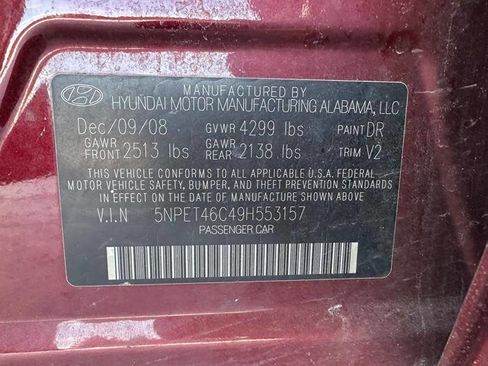 MANUFACTURED BY
HYUNDAI MOTOR MANUFACTURING ALABAMA, LLC
Dec/09/08 GVWR 4299 lbs PAINT DR
GAWR FRONT 2513 lbs GAWR REAR 2138 lbs TRIM V2
THIS VEHICLE CONFORMS TO ALL APPLICABLE U.S.A. FEDERAL
MOTOR VEHICLE SAFETY, BUMPER, AND THEFT PREVENTION STANDARDS
IN EFFECT ON THE DATE OF MANUFACTURE SHOWN ABOVE.
V.I.N 5NPET46C49H553157
PASSENGER CAR